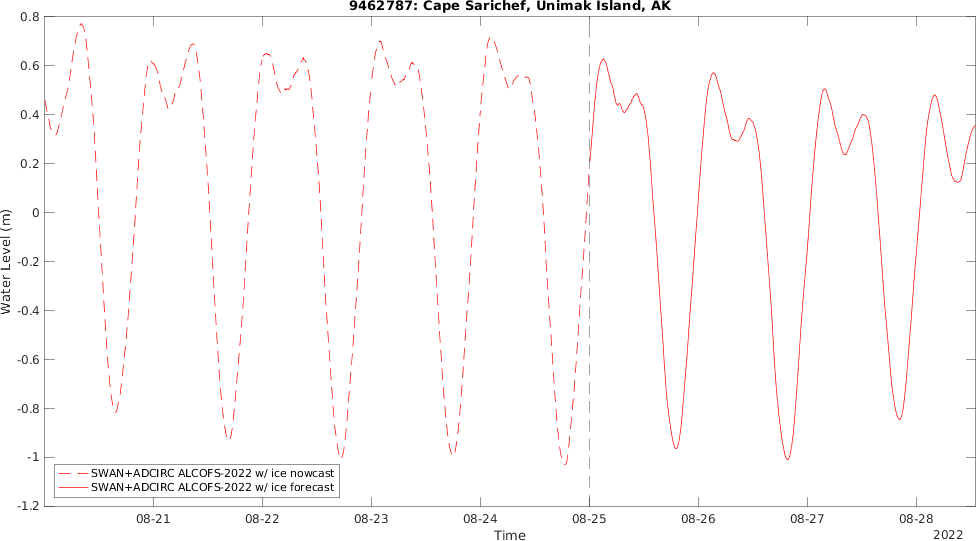 9462787: Cape Sarichef, Unimak Island, AK
0.8
0.6
0.4
0.2
0
-0.2
-0.4
-0.6
-0.8
-1
-1.2
Water Level (m)
SWAN+ADCIRC ALCOFS-2022 w/ ice nowcast
SWAN+ADCIRC ALCOFS-2022 w/ ice forecast
08-21 08-22 08-23 08-24 08-25 08-26 08-27 08-28
Time
2022